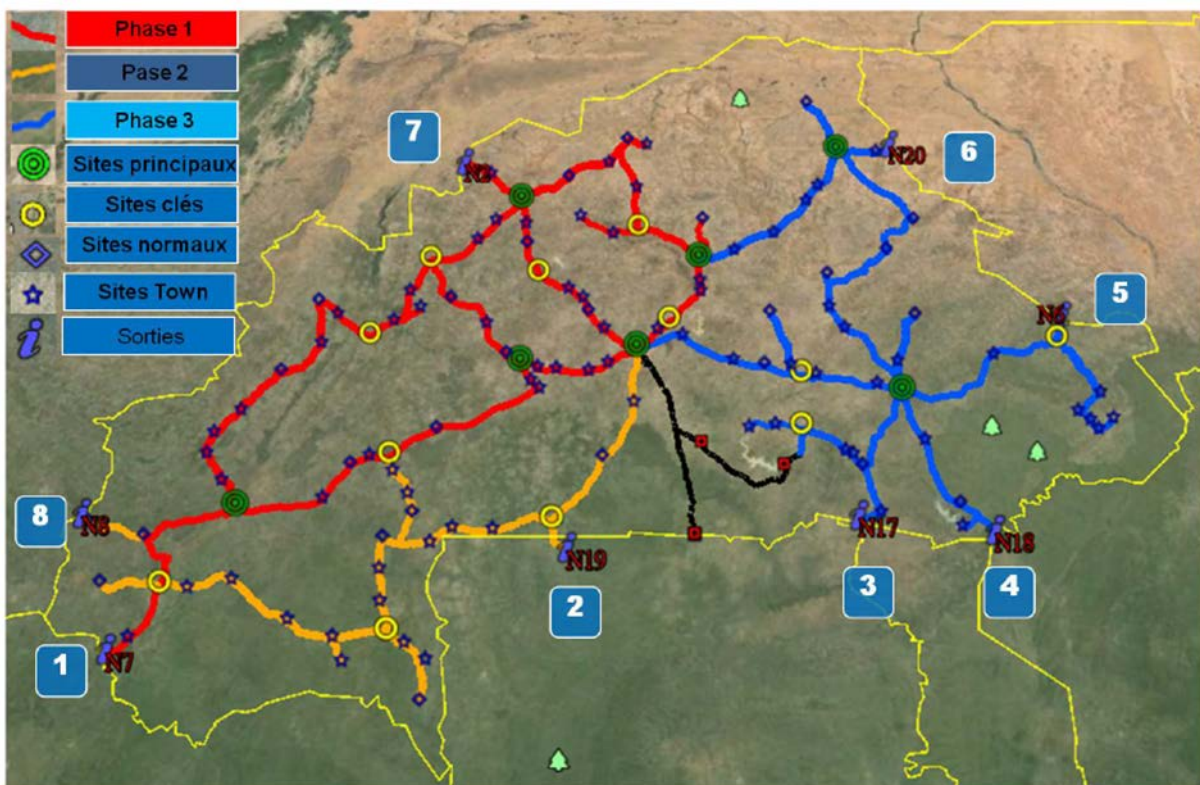 Phase 1
Pase 2
Phase 3
Sites principaux
Sites clés
Sites normaux
Sites Town
Sorties
7
N2
N20
6
5
N6
8
N8
N19
N17
N18
2
3
4
1
N7